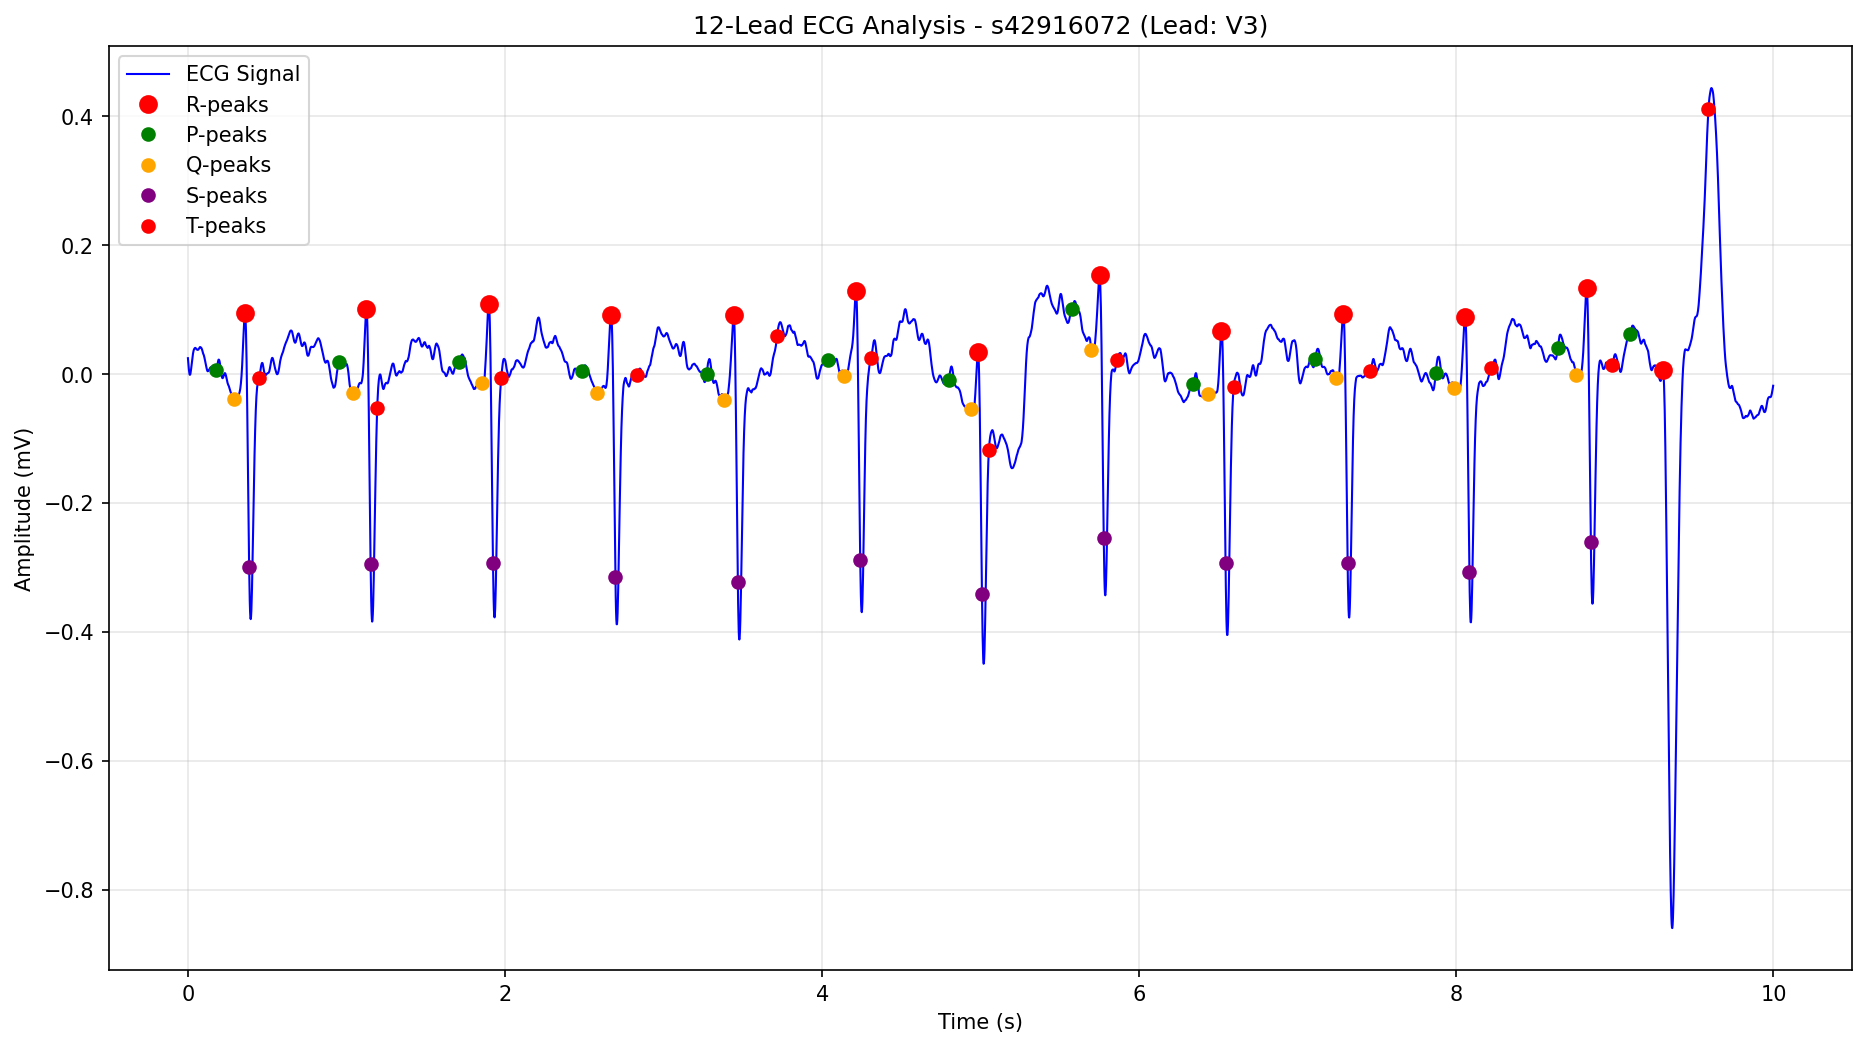 12-Lead ECG Analysis - s42916072 (Lead: V3)
ECG Signal
R-peaks
P-peaks
Q-peaks
S-peaks
T-peaks
0.4
0.2
0.0
−0.2
−0.4
−0.6
−0.8
Amplitude (mV)
0 2 4 6 8 10
Time (s)